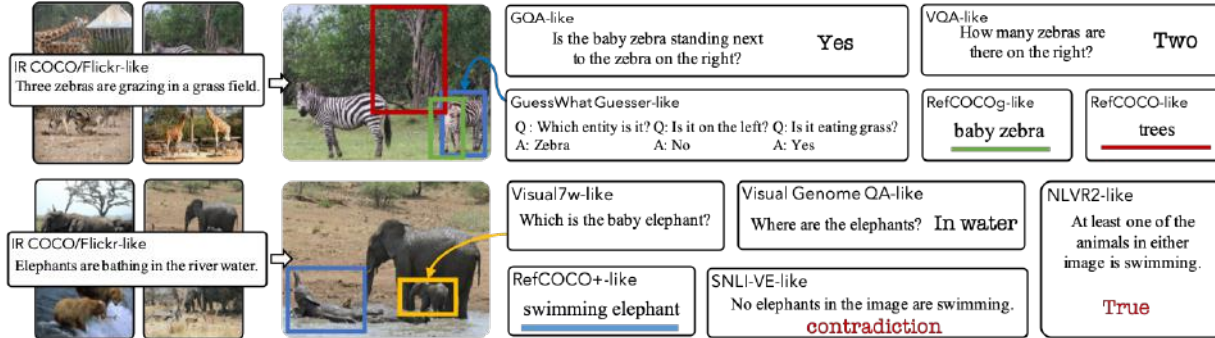 IR COCO/Flickr-like
Three zebras are grazing in a grass field.
GQA-like
Is the baby zebra standing next
to the zebra on the right?
Yes
VQA-like
How many zebras are
there on the right?
Two
GuessWhat Guesser-like
Q : Which entity is it? Q: Is it on the left? Q: Is it eating grass?
A: Zebra A: No A: Yes
RefCOCOg-like
baby zebra
RefCOCO-like
trees
IR COCO/Flickr-like
Elephants are bathing in the river water.
Visual7w-like
Which is the baby elephant?
Visual Genome QA-like
Where are the elephants? In water
NLVR2-like
At least one of the
animals in either
image is swimming.
True
RefCOCO+-like
swimming elephant
SNLI-VE-like
No elephants in the image are swimming.
contradiction